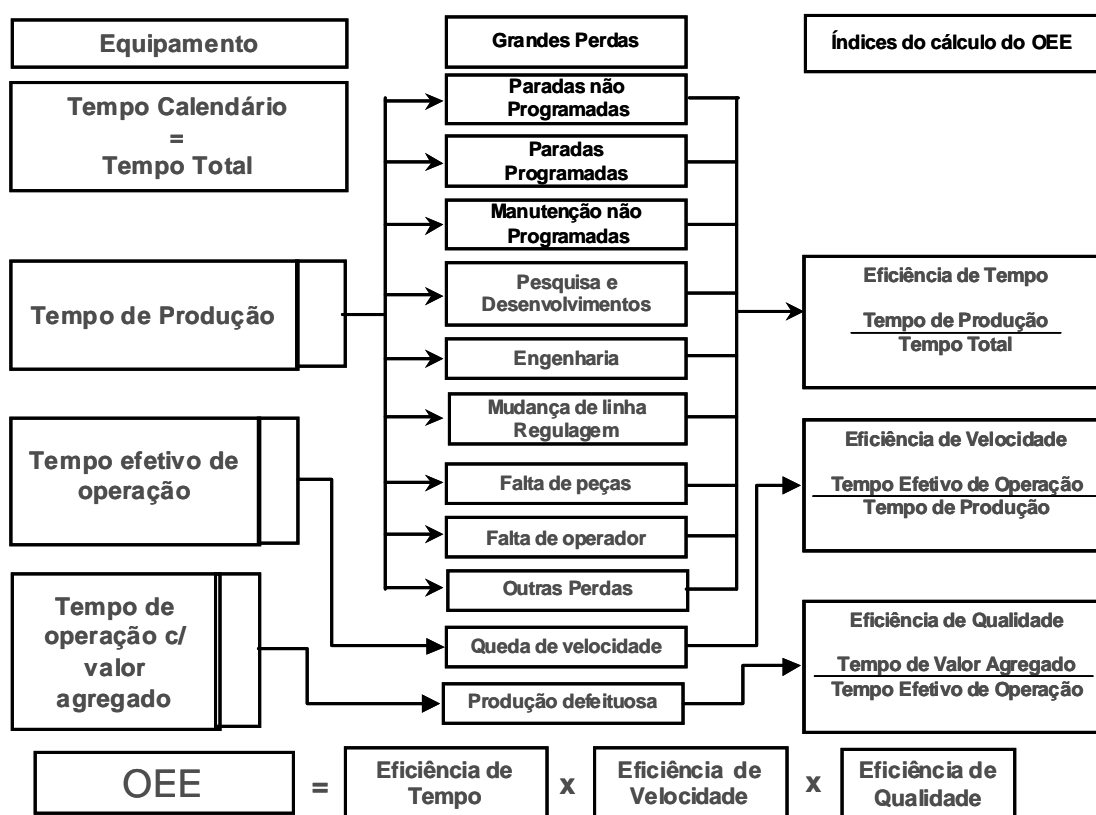 Equipamento
Tempo Calendário
=
Tempo Total
Tempo de Produção
Tempo efetivo de
operação
Tempo de
operação c/
valor
agregado
Grandes Perdas
Paradas não
Programadas
Paradas
Programadas
Manutenção não
Programadas
Pesquisa e
Desenvolvimentos
Engenharia
Mudança de linha
Regulagem
Falta de peças
Falta de operador
Outras Perdas
Queda de velocidade
Produção defeituosa
Índices do cálculo do OEE
Eficiência de Tempo
Tempo de Produção
Tempo Total
Eficiência de Velocidade
Tempo Efetivo de Operação
Tempo de Produção
Eficiência de Qualidade
Tempo de Valor Agregado
Tempo Efetivo de Operação
OEE
=
Eficiência de
Tempo
x
Eficiência de
Velocidade
x
Eficiência de
Qualidade